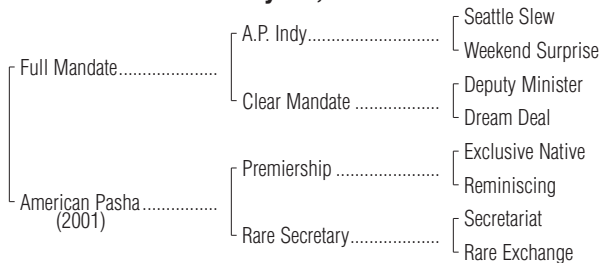 Seattle Slew
A.P. Indy..............................
Weekend Surprise
Full Mandate......................
Deputy Minister
Clear Mandate ....................
Dream Deal
Exclusive Native
Premiership ........................
Reminiscing
American Pasha.................
(2001)
Secretariat
Rare Secretary.....................
Rare Exchange